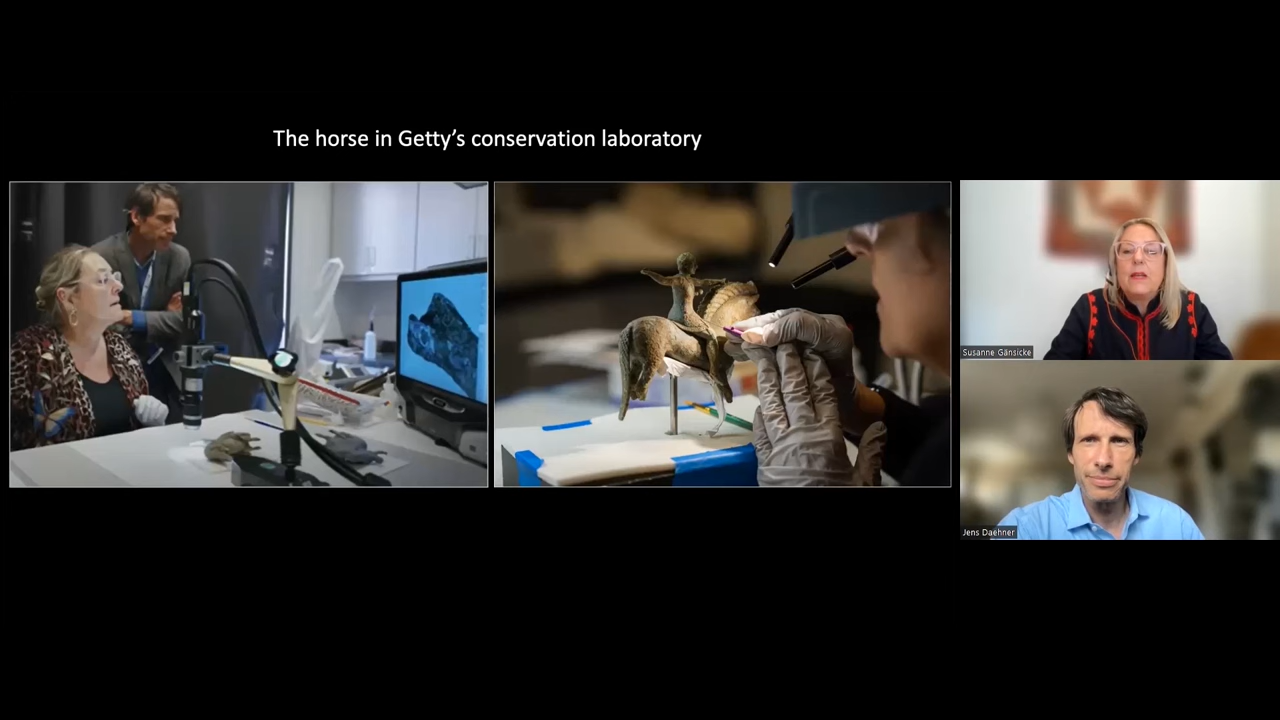 The horse in Getty’s conservation laboratory
Susanne Gänsicke
Jens Daehner